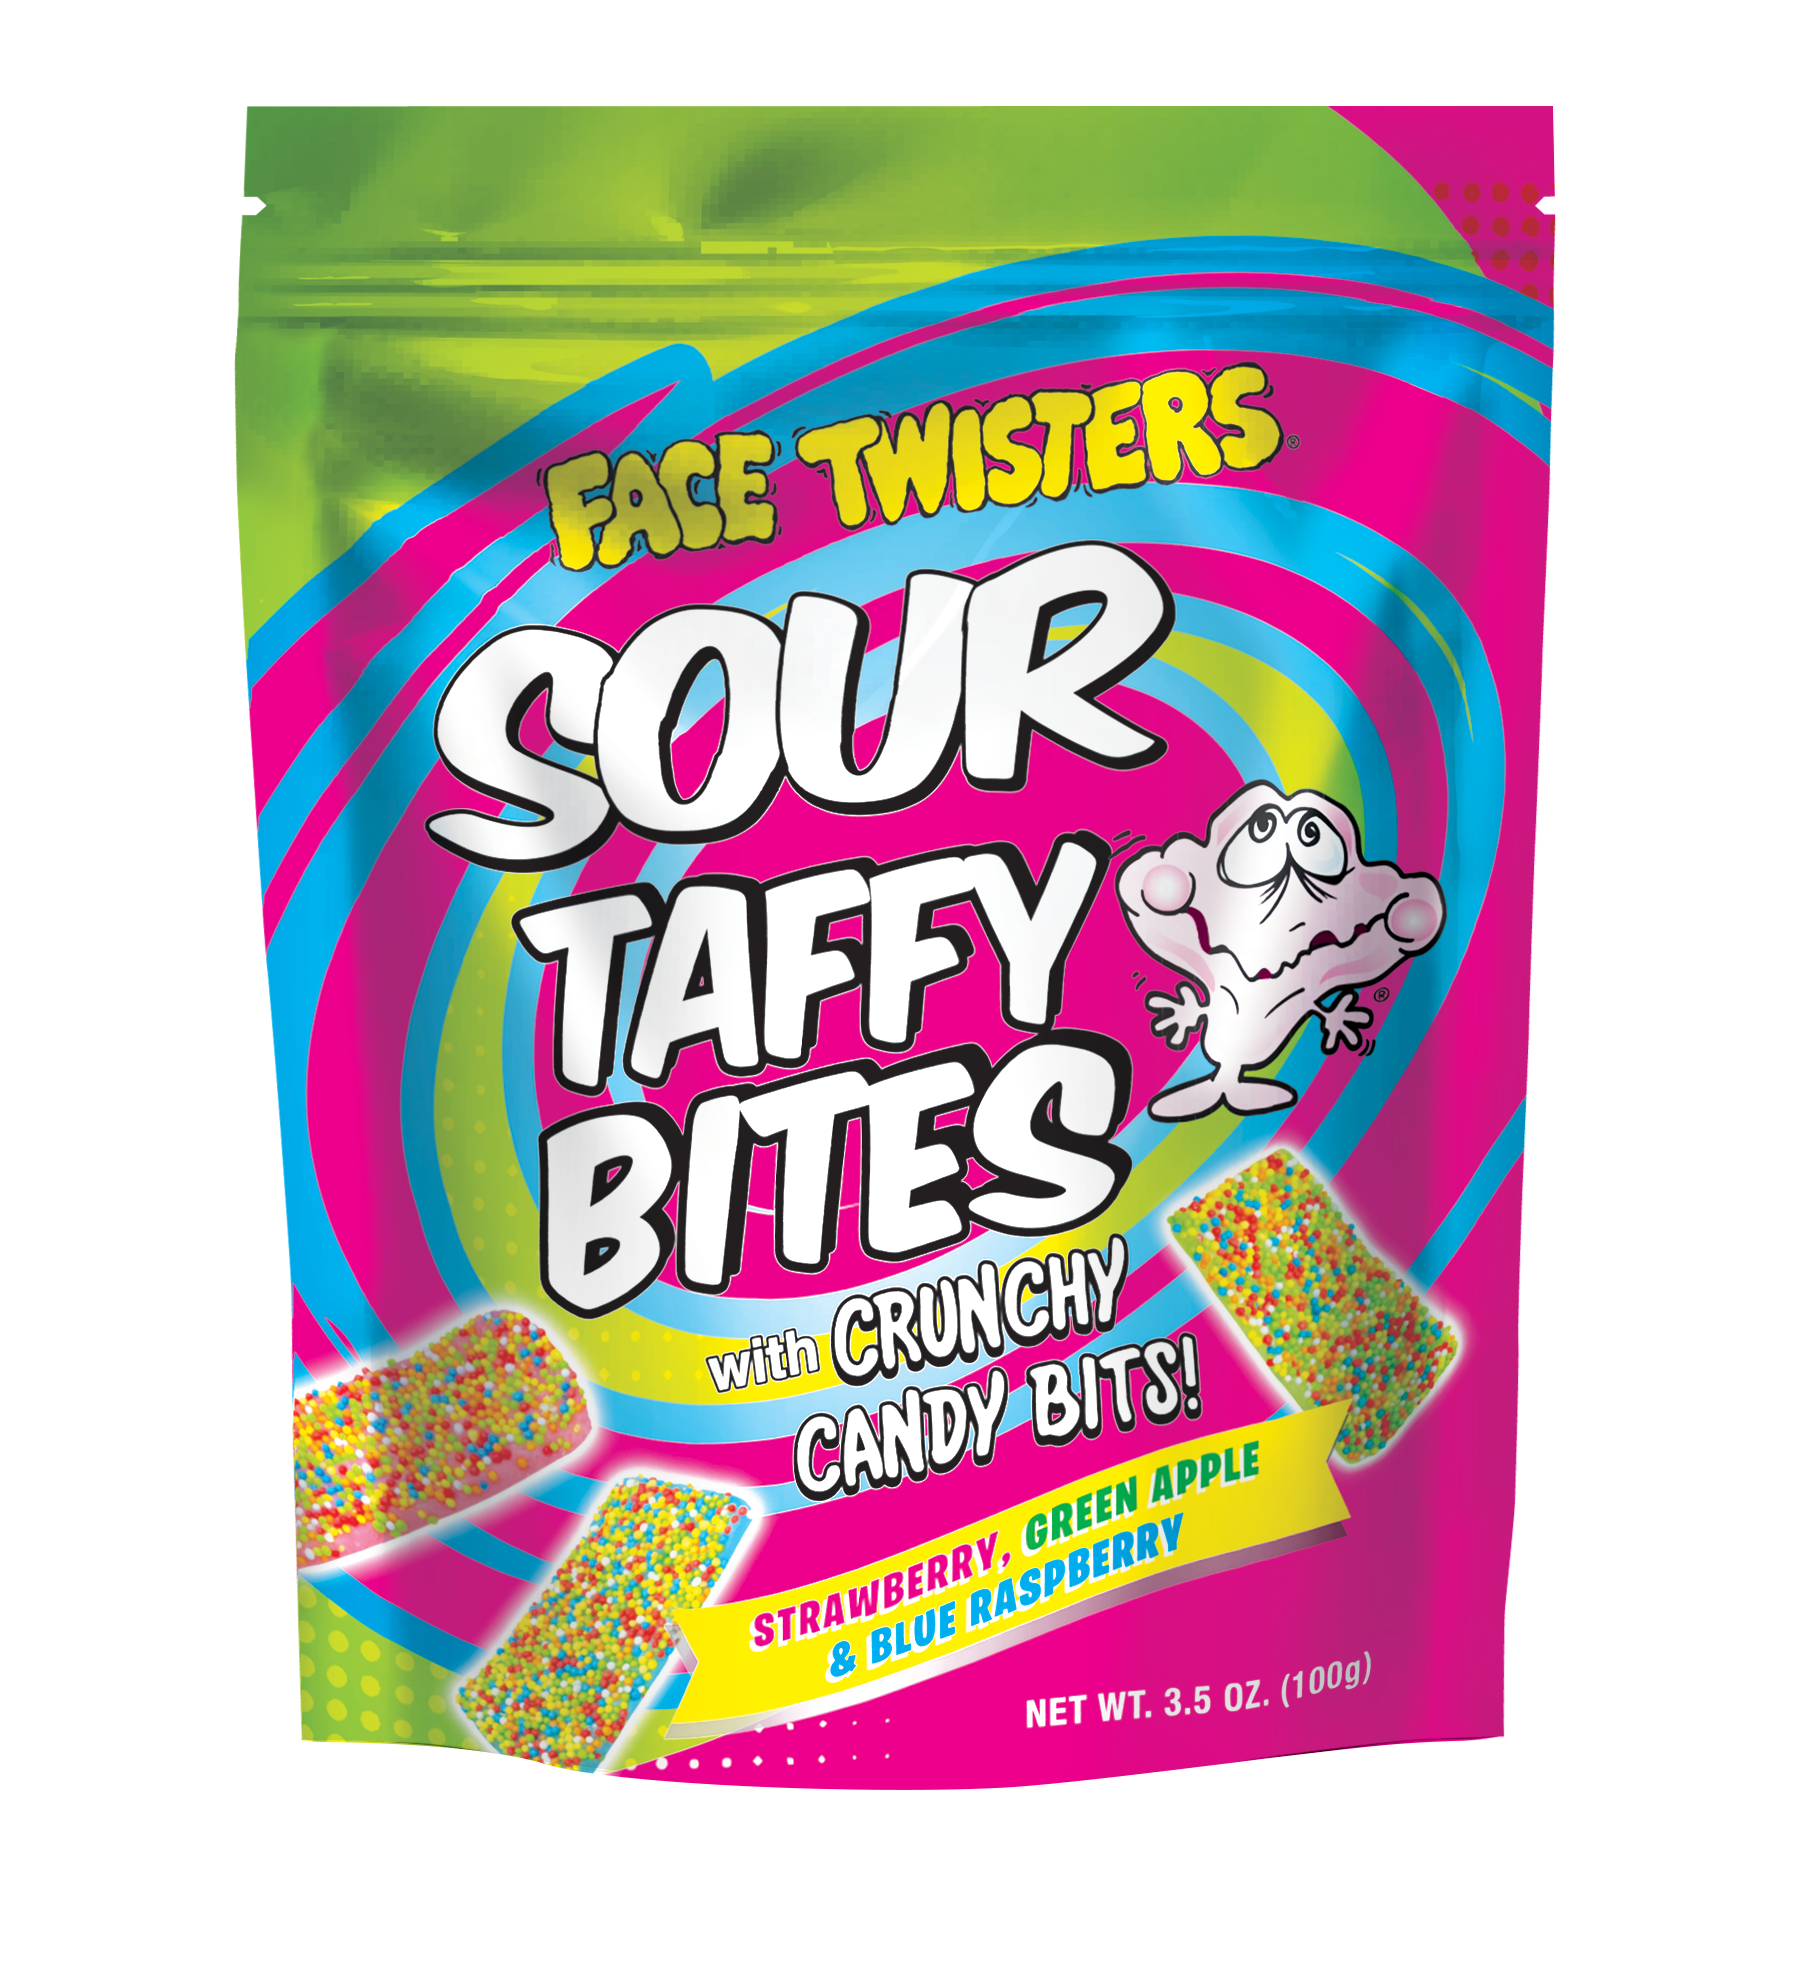 FACE TWISTERS®
SOUR
TAFFY
BITES
®
with CRUNCHY
CANDY BITS!
STRAWBERRY, GREEN APPLE
& BLUE RASPBERRY
NET WT. 3.5 OZ. (100g)